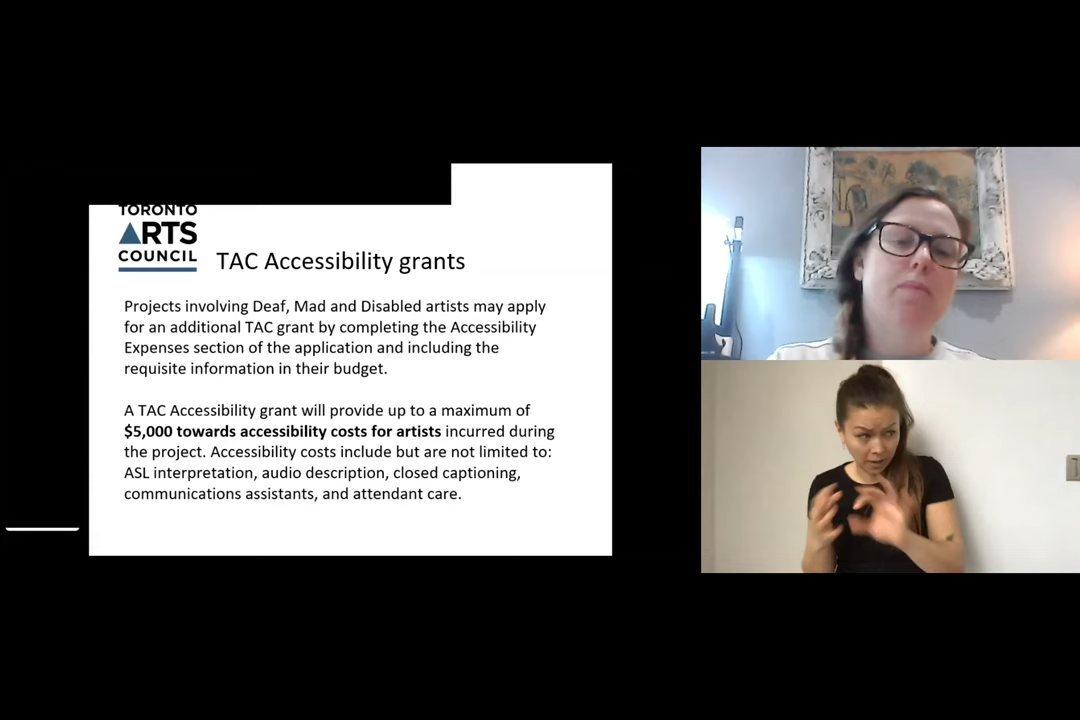 TORONTO
ARTS
COUNCIL
TAC Accessibility grants
Projects involving Deaf, Mad and Disabled artists may apply
for an additional TAC grant by completing the Accessibility
Expenses section of the application and including the
requisite information in their budget.
A TAC Accessibility grant will provide up to a maximum of
$5,000 towards accessibility costs for artists incurred during
the project. Accessibility costs include but are not limited to:
ASL interpretation, audio description, closed captioning,
communications assistants, and attendant care.